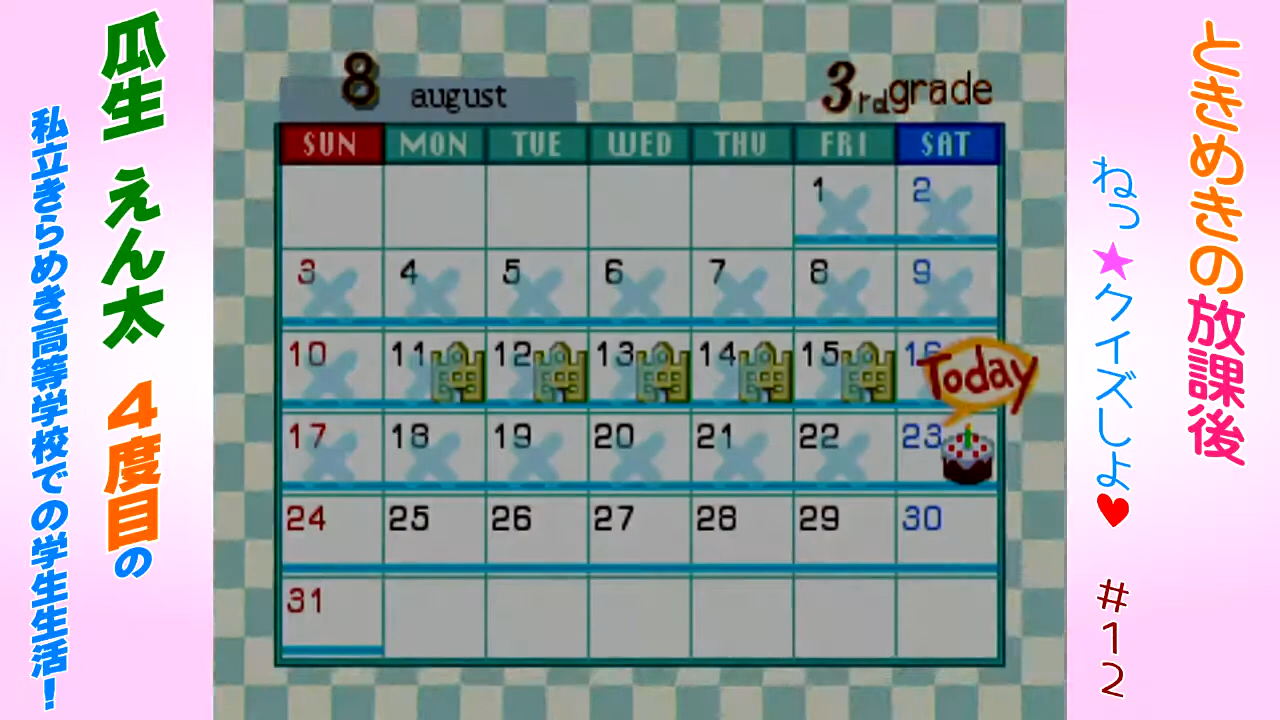 ときめきの放課後
ねっ★クイズしよ♥ #12
瓜生 えん太 4度目の
私立きらめき高等学校での学生生活!
8 august 3rd grade
SUN MON TUE WED THU FRI SAT
1 2
3 4 5 6 7 8 9
10 11 12 13 14 15 16
Today
17 18 19 20 21 22 23
24 25 26 27 28 29 30
31